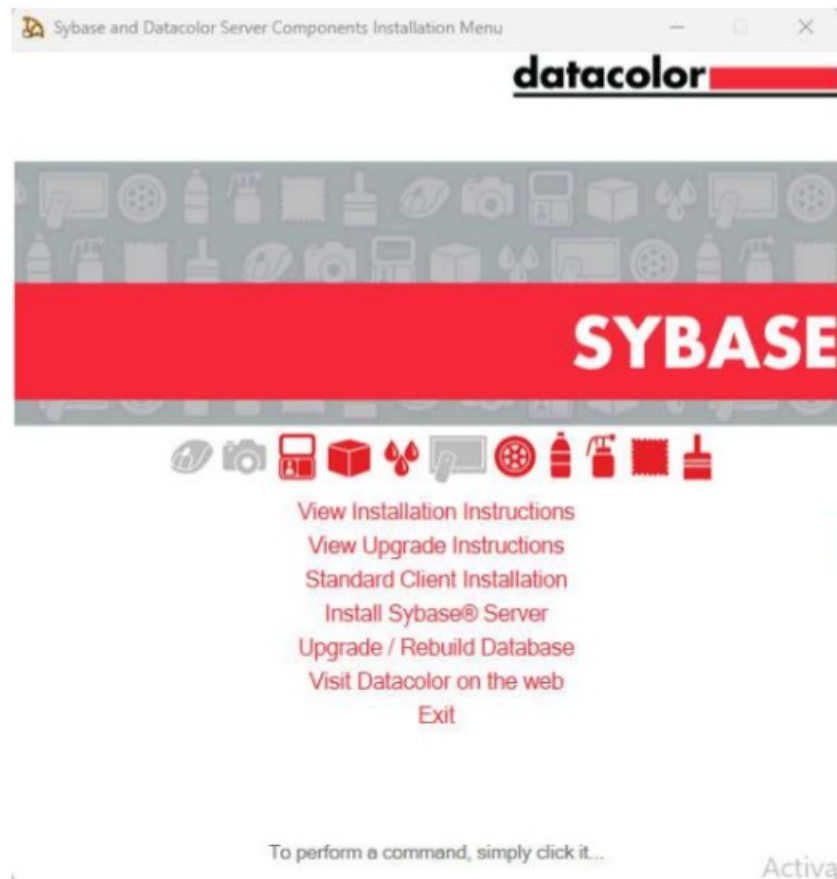 Sybase and Datacolor Server Components Installation Menu
datacolor
SYBASE
View Installation Instructions
View Upgrade Instructions
Standard Client Installation
Install Sybase® Server
Upgrade / Rebuild Database
Visit Datacolor on the web
Exit
To perform a command, simply click it...
Activa